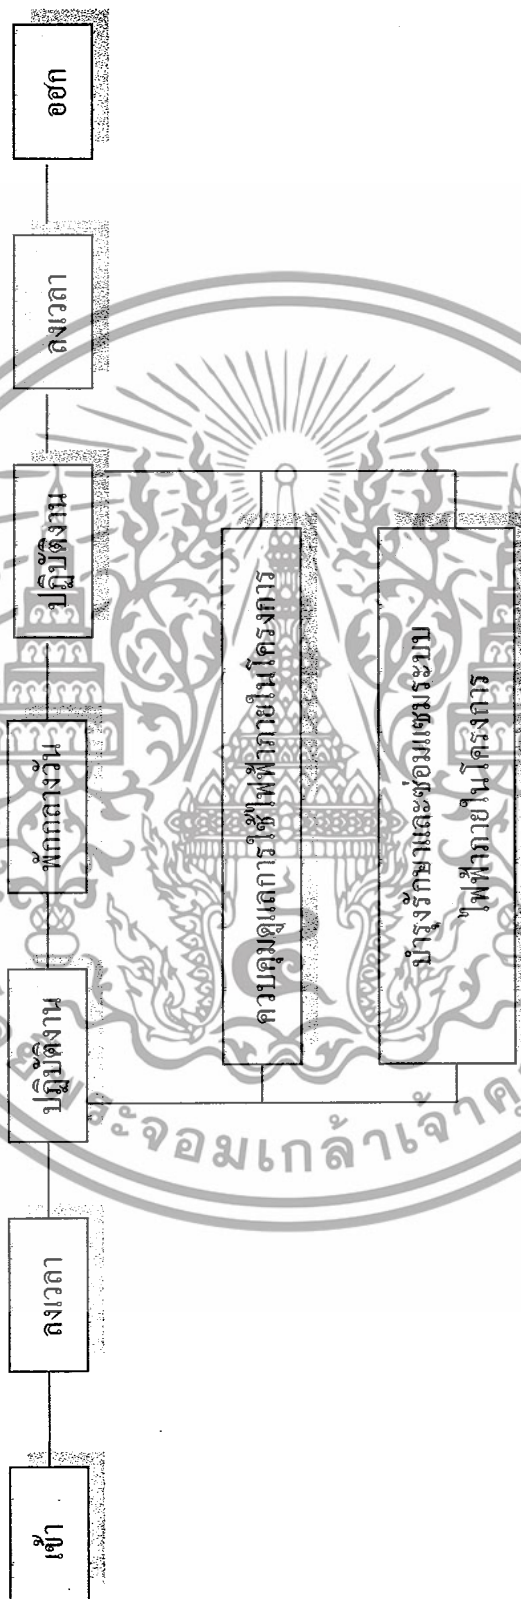 เข้า
ลงเวลา
ปฏิบัติงาน
พักกลางวัน
ปฏิบัติงาน
ลงเวลา
ออก
ควบคุมดูแลการใช้ไฟฟ้าภายในโครงการ
บำรุงรักษาและซ่อมแซมระบบ
ไฟฟ้าภายในโครงการ
พระจอมเกล้าเจ้า